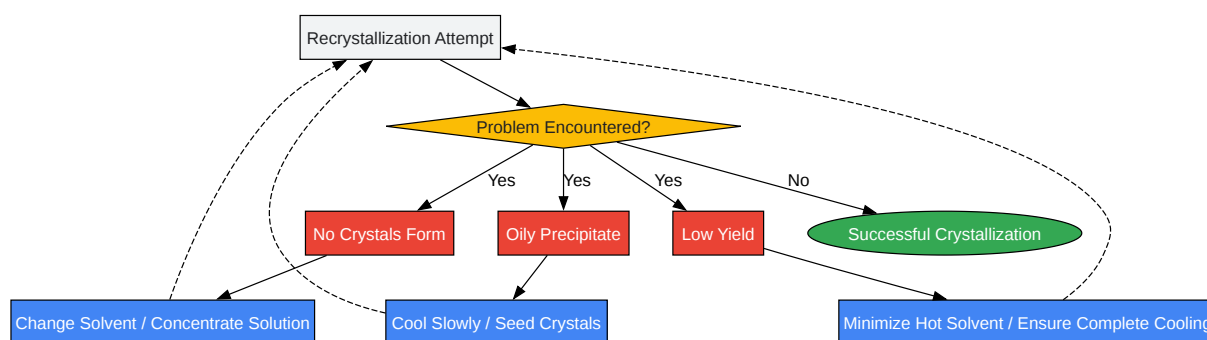 Recrystallization Attempt
Problem Encountered?
Yes
Yes
Yes
No
No Crystals Form
Oily Precipitate
Low Yield
Successful Crystallization
Change Solvent / Concentrate Solution
Cool Slowly / Seed Crystals
Minimize Hot Solvent / Ensure Complete Cooling